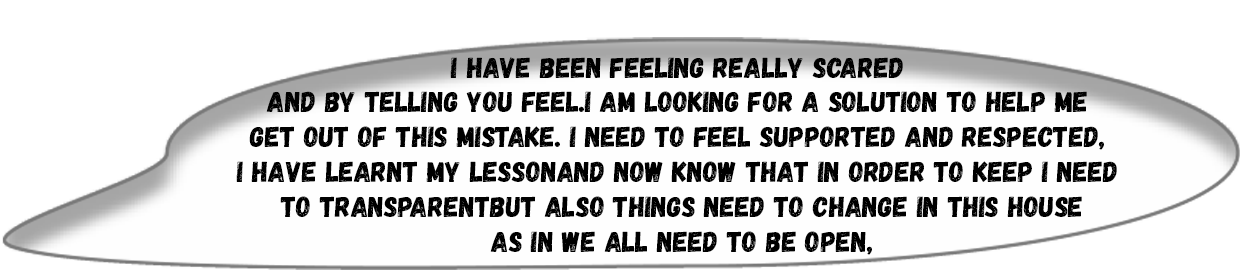 I HAVE BEEN FEELING REALLY SCARED
AND BY TELLING YOU FEEL.I AM LOOKING FOR A SOLUTION TO HELP ME
GET OUT OF THIS MISTAKE. I NEED TO FEEL SUPPORTED AND RESPECTED,
I HAVE LEARNT MY LESSONAND NOW KNOW THAT IN ORDER TO KEEP I NEED
TO TRANSPARENTBUT ALSO THINGS NEED TO CHANGE IN THIS HOUSE
AS IN WE ALL NEED TO BE OPEN,